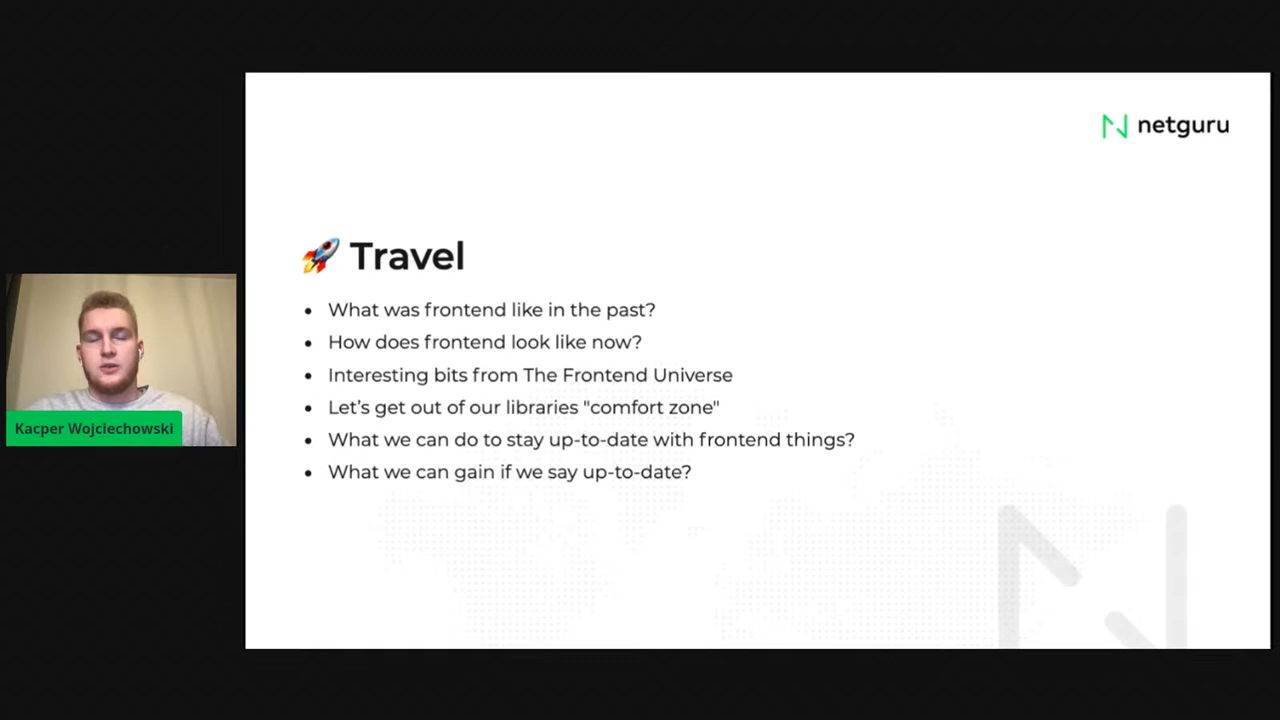 netguru
🚀 Travel
• What was frontend like in the past?
• How does frontend look like now?
• Interesting bits from The Frontend Universe
• Let’s get out of our libraries "comfort zone"
• What we can do to stay up-to-date with frontend things?
• What we can gain if we say up-to-date?
Kacper Wojciechowski